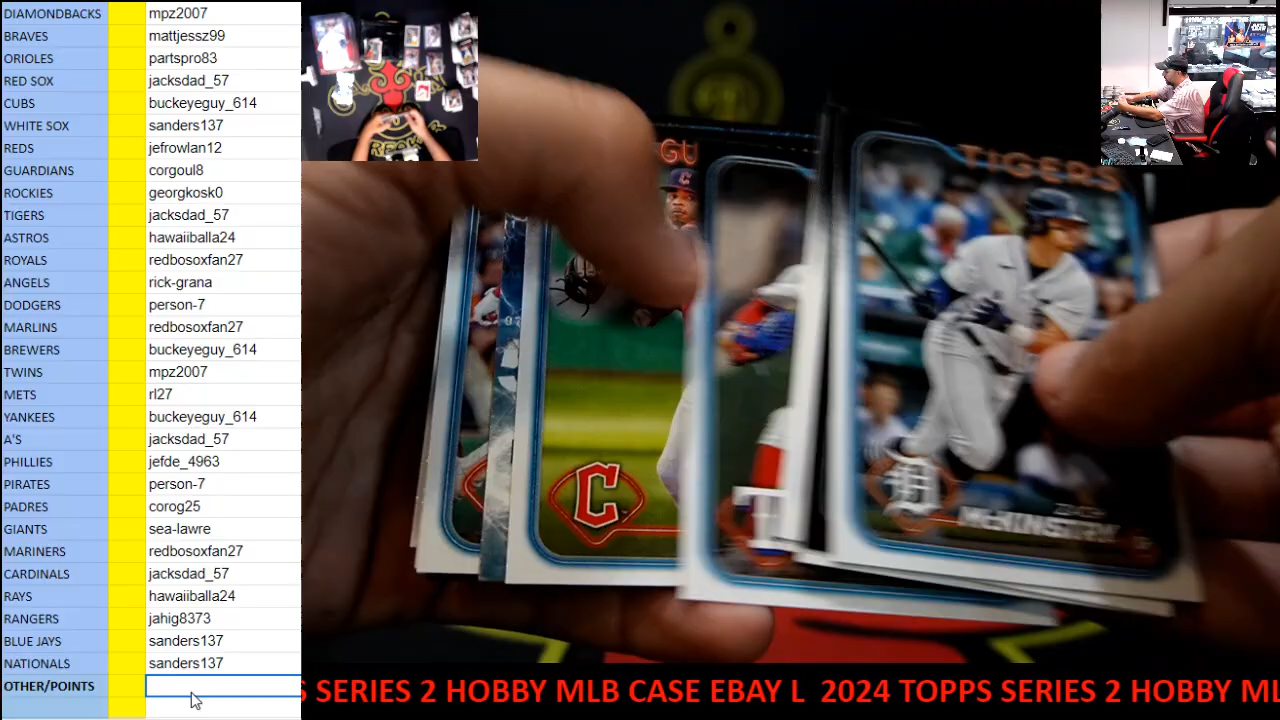 DIAMONDBACKS mpz2007
BRAVES mattjessz99
ORIOLES partspro83
RED SOX jacksdad_57
CUBS buckeyeguy_614
WHITE SOX sanders137
REDS jefrowlan12
GUARDIANS corgoul8
ROCKIES georgkosk0
TIGERS jacksdad_57
ASTROS hawaiiballa24
ROYALS redbosoxfan27
ANGELS rick-grana
DODGERS person-7
MARLINS redbosoxfan27
BREWERS buckeyeguy_614
TWINS mpz2007
METS rl27
YANKEES buckeyeguy_614
A'S jacksdad_57
PHILLIES jefde_4963
PIRATES person-7
PADRES corog25
GIANTS sea-lawre
MARINERS redbosoxfan27
CARDINALS jacksdad_57
RAYS hawaiiballa24
RANGERS jahig8373
BLUE JAYS sanders137
NATIONALS sanders137
OTHER/POINTS
GU
C
TIGERS
D
McKINSTRY
S SERIES 2 HOBBY MLB CASE EBAY L 2024 TOPPS SERIES 2 HOBBY ML